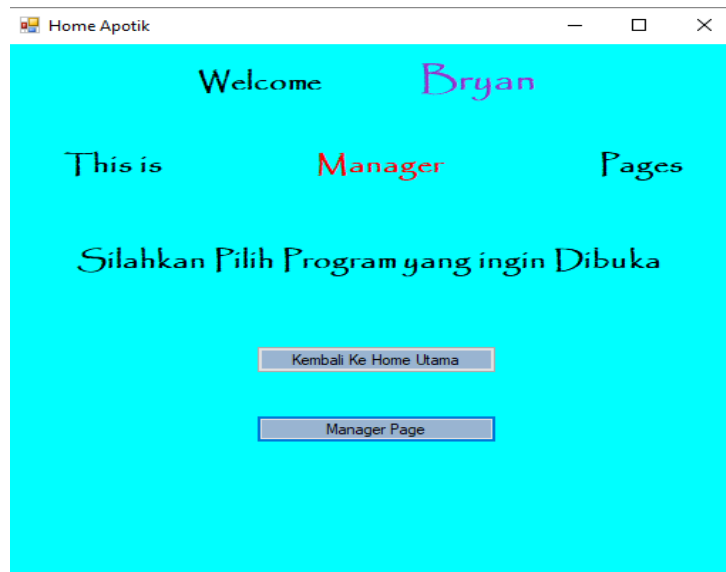 Home Apotik
Welcome Bryan
This is Manager Pages
Silahkan Pilih Program yang ingin Dibuka
Kembali Ke Home Utama
Manager Page